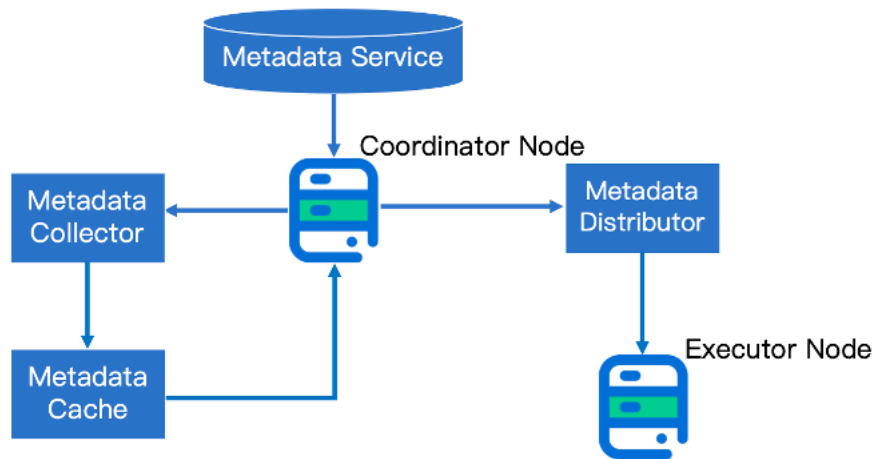 Metadata Service
Coordinator Node
Metadata
Collector
Metadata
Distributor
Executor Node
Metadata
Cache